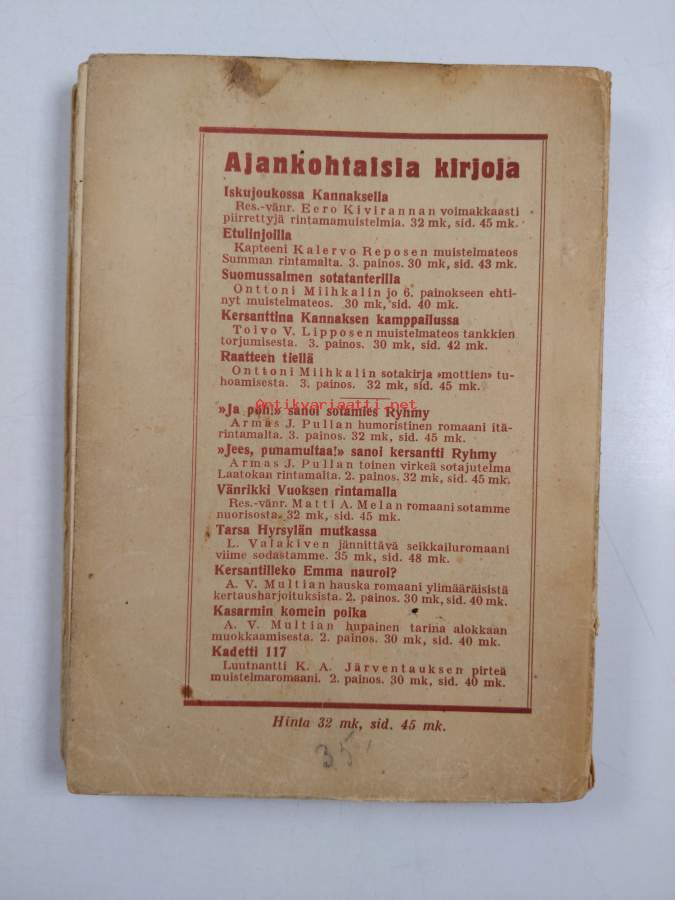 Ajankohtaisia kirjoja
Iskujoukossa Kannaksella
Res.-vänr. Eero Kivirannan voimakkaasti
piirrettyjä rintamamuistelmia. 32 mk, sid. 45 mk.
Etulinjoilla
Kapteeni Kalervo Reposen muistelmateos
Summan rintamalta. 3. painos. 30 mk, sid. 43 mk.
Suomussalmen sotatanterilla
Onttoni Miihkalin jo 6. painokseen ehti-
nyt muistelmateos. 30 mk, sid. 40 mk.
Kersanttina Kannaksen kamppailussa
Toivo V. Lipposen muistelmateos tankkien
torjumisesta. 3. painos. 30 mk, sid. 42 mk.
Raatteen tiellä
Onttoni Miihkalin sotakirja »mottien» tu-
hoamisesta. 3. painos. 32 mk, sid. 45 mk.
Antikvariaatti.net
»Ja poh!» sanoi sotamies Ryhmy
Armas J. Pullan humoristinen romaani itä-
rintamalta. 3. painos. 32 mk, sid. 45 mk.
»Jees, punamultaa!» sanoi kersantti Ryhmy
Armas J. Pullan toinen virkeä sotajutelma
Laatokan rintamalta. 2. painos. 32 mk, sid. 45 mk.
Vänrikki Vuoksen rintamalla
Res.-vänr. Matti A. Melan romaani sotamme
nuorisosta. 32 mk, sid. 45 mk.
Tarsa Hyrsylän mutkassa
L. Valakiven jännittävä seikkailuromaani
viime sodastamme. 35 mk, sid. 48 mk.
Kersantilleko Emma nauroi?
A. V. Multian hauska romaani ylimääräisistä
kertausharjoituksista. 2. painos. 30 mk, sid. 40 mk.
Kasarmin komein poika
A. V. Multian hupainen tarina alokkaan
muokkaamisesta. 2. painos. 30 mk, sid. 40 mk.
Kadetti 117
Luutnantti K. A. Järventauksen pirteä
muistelmaromaani. 2. painos. 30 mk, sid. 40 mk.
Hinta 32 mk, sid. 45 mk.
35